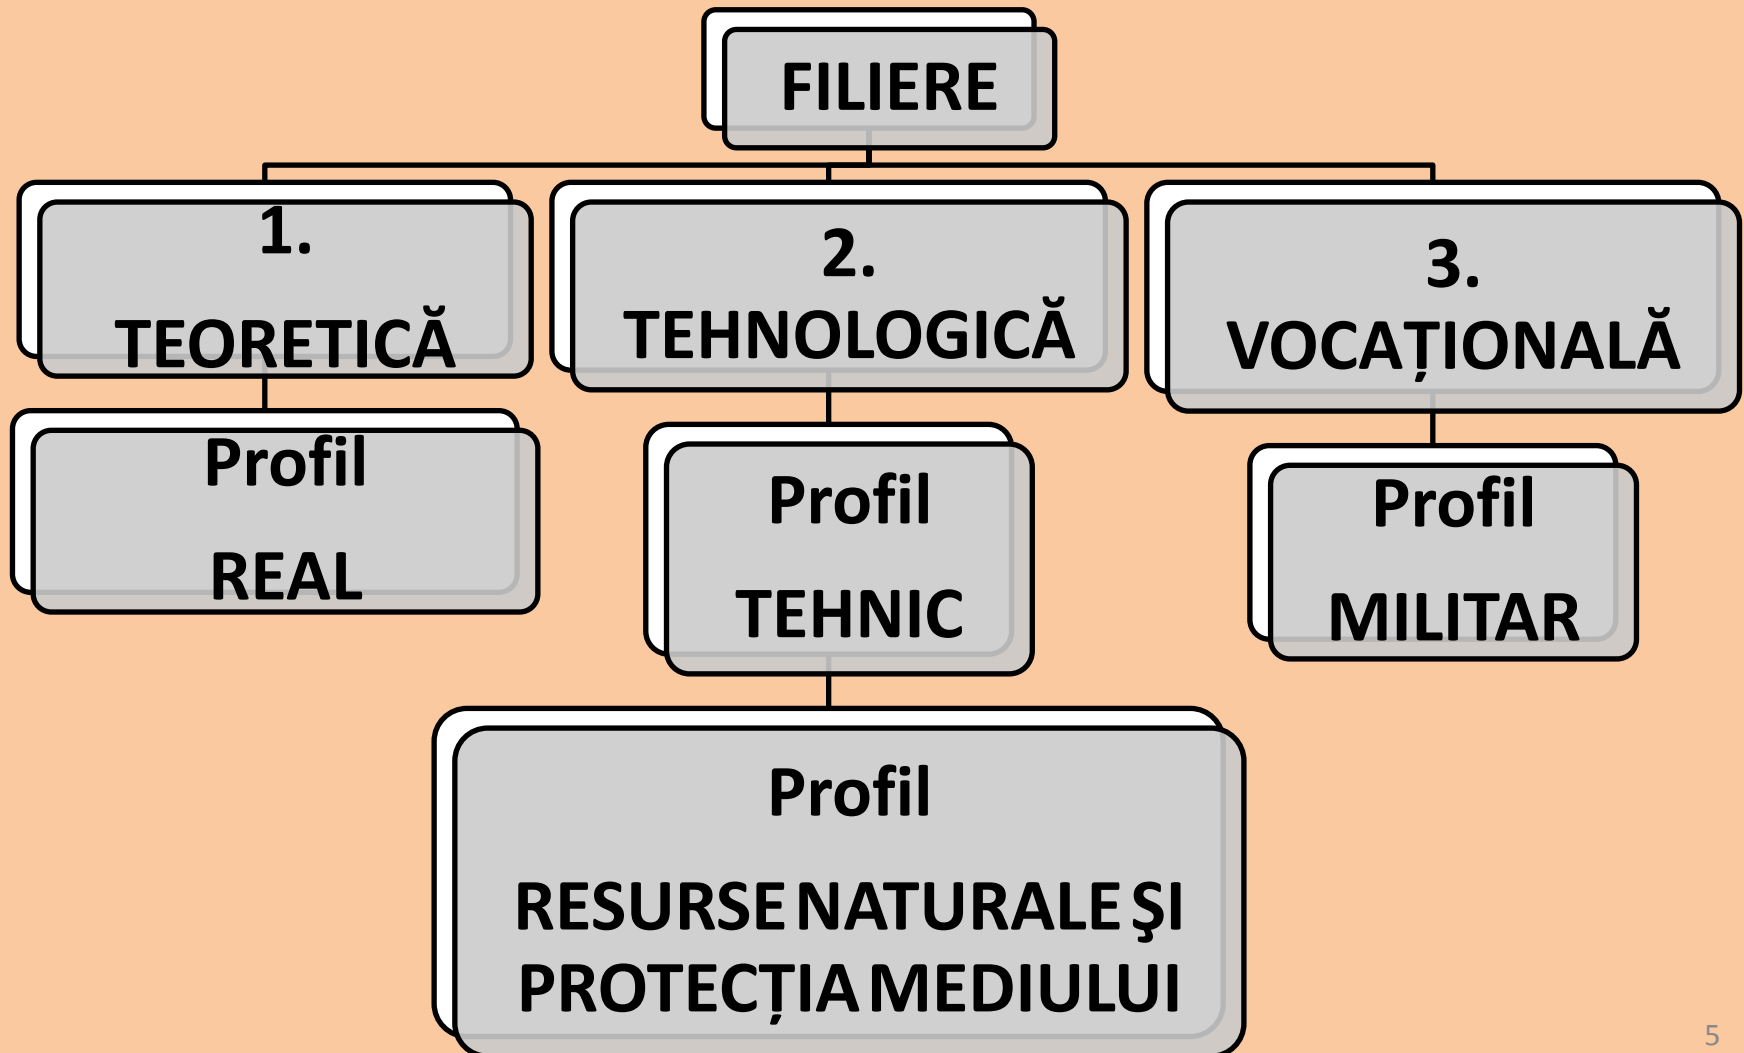 FILIERE
1.
TEORETICĂ
2.
TEHNOLOGICĂ
3.
VOCAȚIONALĂ
Profil
REAL
Profil
TEHNIC
Profil
MILITAR
Profil
RESURSE NATURALE ŞI
PROTECȚIA MEDIULUI
5